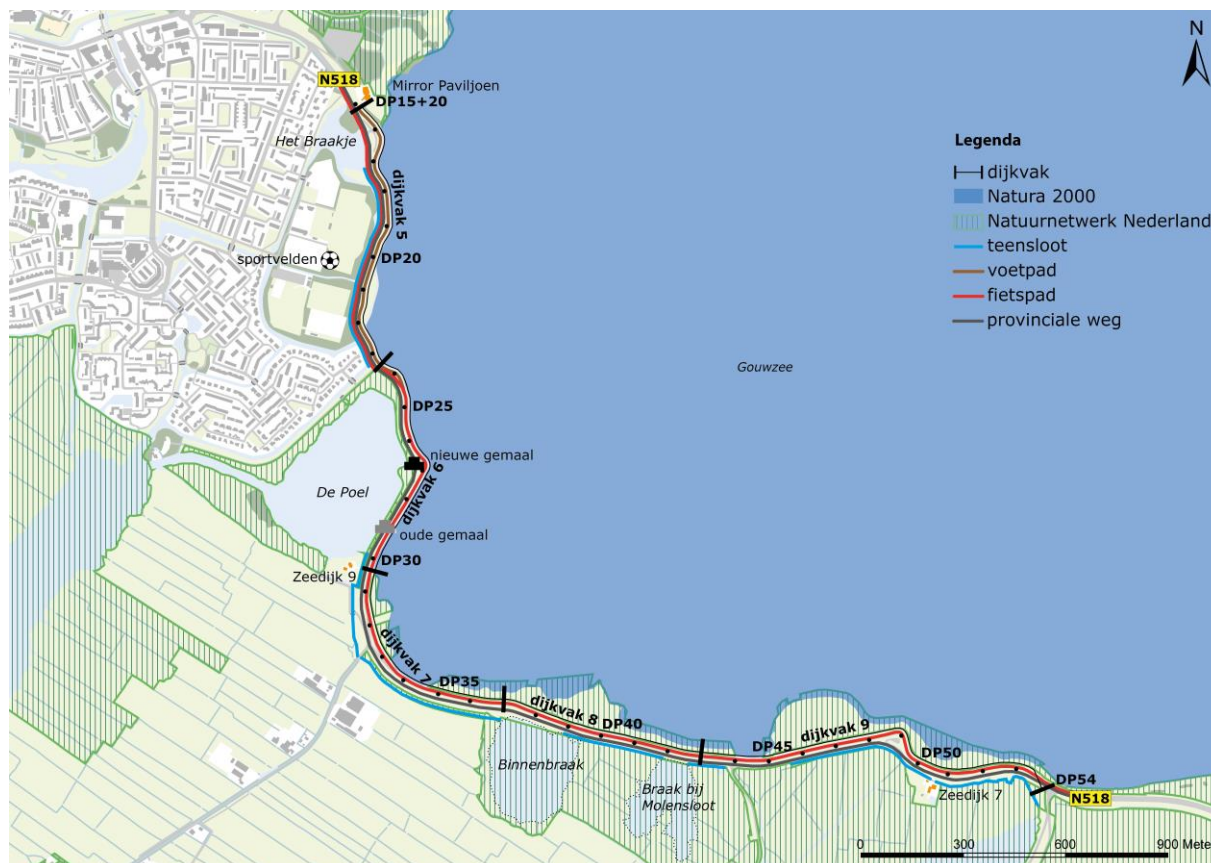 N
N518
Mirror Paviljoen
DP15+20
Het Braakje
dijkvak 5
sportvelden
DP20
Legenda
dijkvak
Natura 2000
Natuurnetwerk Nederland
teensloot
voetpad
fietspad
provinciale weg
Gouwzee
DP25
nieuwe gemaal
dijkvak 6
De Poel
oude gemaal
DP30
Zeedijk 9
dijkvak 7
DP35
dijkvak 8
DP40
Binnenbraak
Braak bij
Molensloot
DP45
dijkvak 9
DP50
Zeedijk 7
DP54
N518
0 300 600 900 Mete